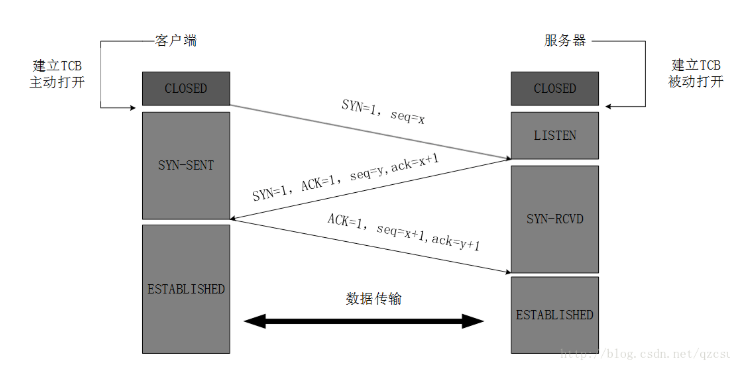 客户端
服务器
建立TCB
主动打开
建立TCB
被动打开
CLOSED
CLOSED
SYN=1, seq=x
LISTEN
SYN-SENT
SYN=1, ACK=1, seq=y,ack=x+1
SYN-RCVD
ACK=1, seq=x+1,ack=y+1
ESTABLISHED
数据传输
ESTABLISHED
http://blog.csdn.net/qzcsu